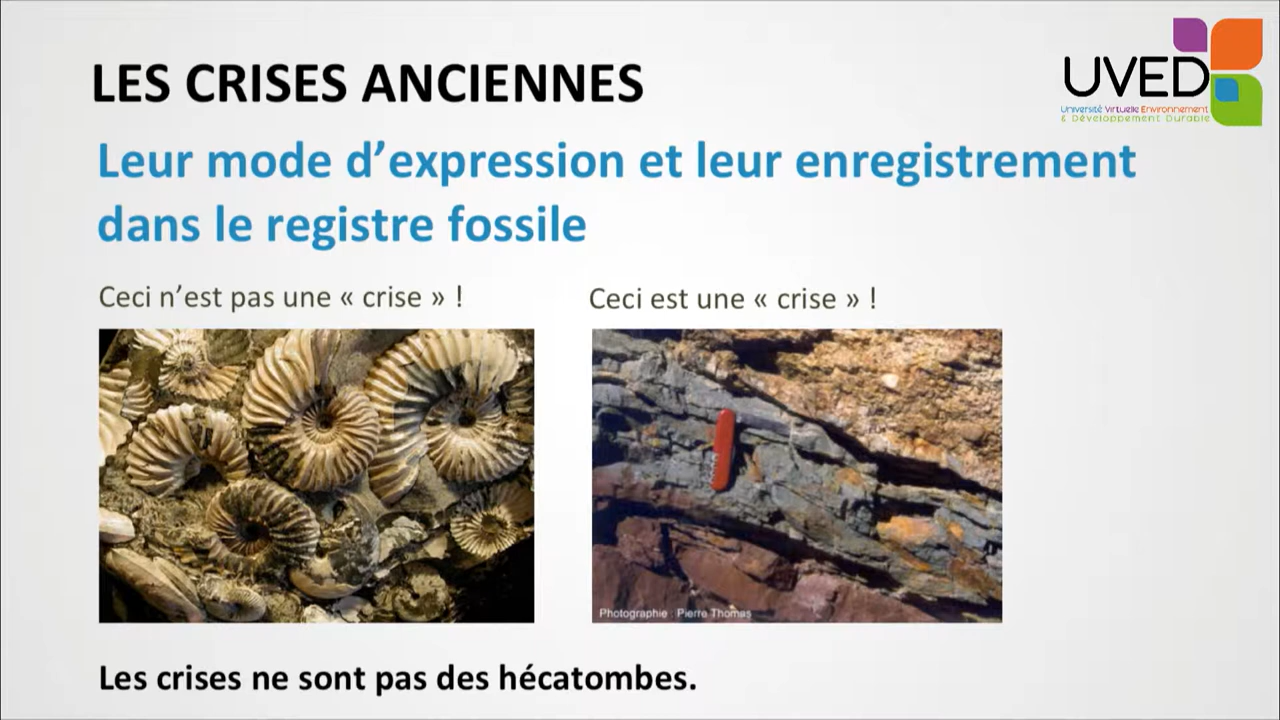 LES CRISES ANCIENNES
UVED
Université Virtuelle Environnement
& Développement Durable
Leur mode d’expression et leur enregistrement
dans le registre fossile
Ceci n’est pas une « crise » !
Ceci est une « crise » !
Photographie : Pierre Thomas
Les crises ne sont pas des hécatombes.